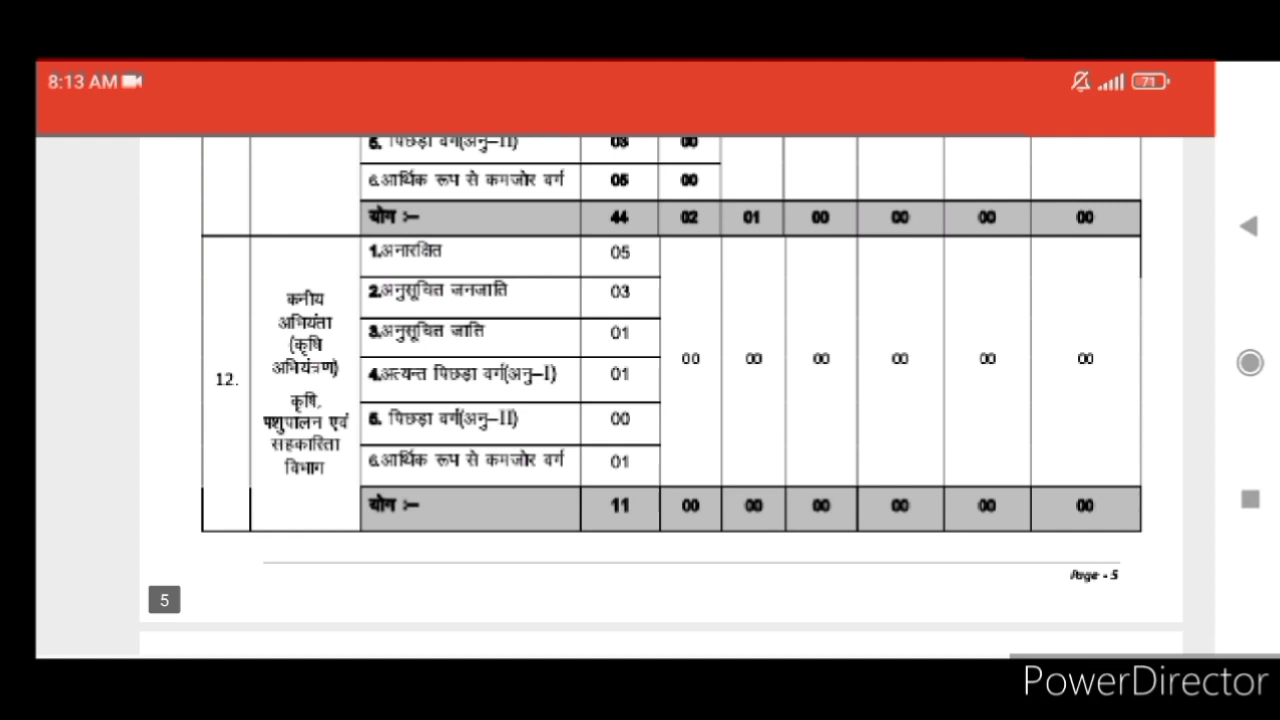 8:13 AM
71
5. पिछड़ा वर्ग(अनु–II) 03 00
6.आर्थिक रूप से कमजोर वर्ग 05 00
योग :– 44 02 01 00 00 00 00
12.
कनीय
अभियंता
(कृषि
अभियंत्रण)
कृषि,
पशुपालन एवं
सहकारिता
विभाग
1.अनारक्षित 05
2.अनुसूचित जनजाति 03
3.अनुसूचित जाति 01
4.अत्यन्त पिछड़ा वर्ग(अनु–I) 01
5. पिछड़ा वर्ग(अनु–II) 00
6.आर्थिक रूप से कमजोर वर्ग 01
00 00 00 00 00 00
योग :– 11 00 00 00 00 00 00
Page - 5
5
PowerDirector